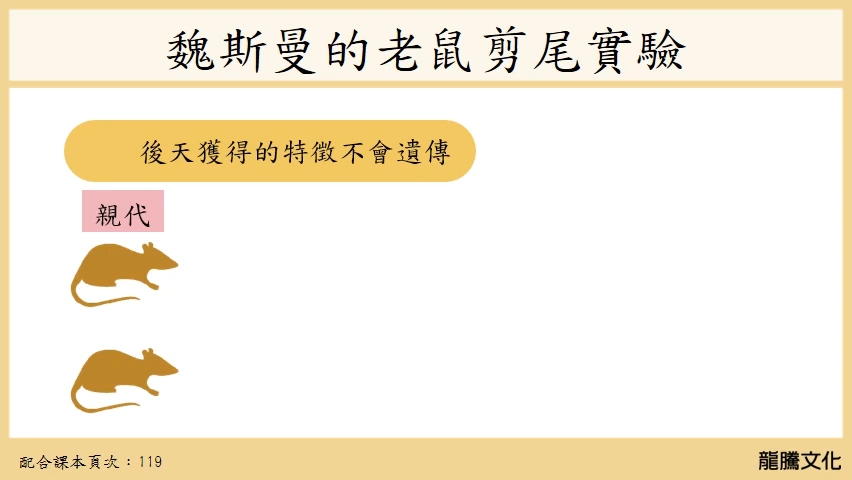 魏斯曼的老鼠剪尾實驗
後天獲得的特徵不會遺傳
親代
配合課本頁次：119
龍騰文化